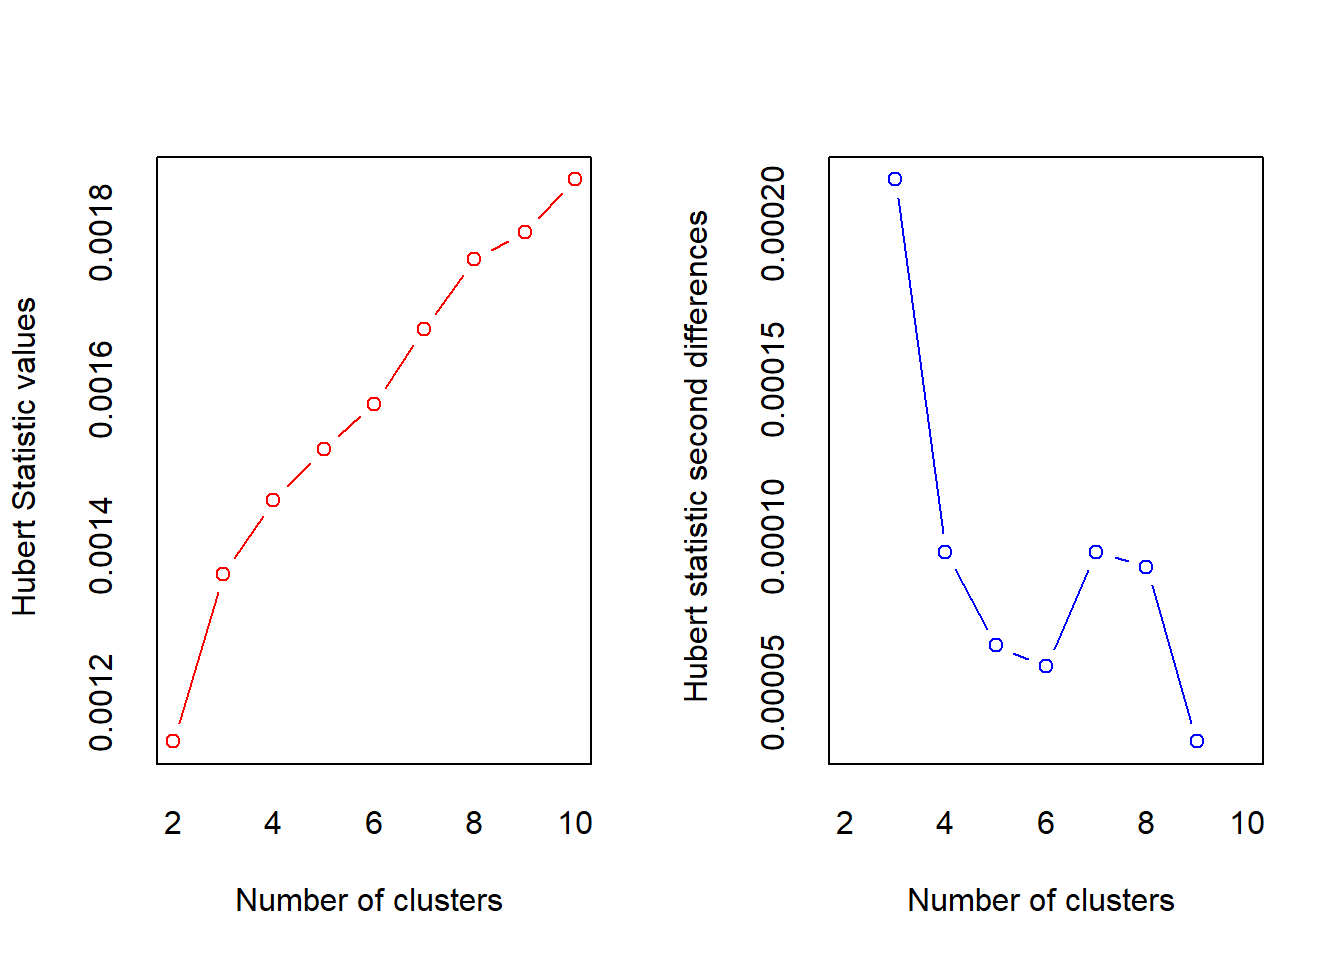 Hubert Statistic values
0.0012 0.0014 0.0016 0.0018
2 4 6 8 10
Number of clusters
Hubert statistic second differences
0.00005 0.00010 0.00015 0.00020
2 4 6 8 10
Number of clusters